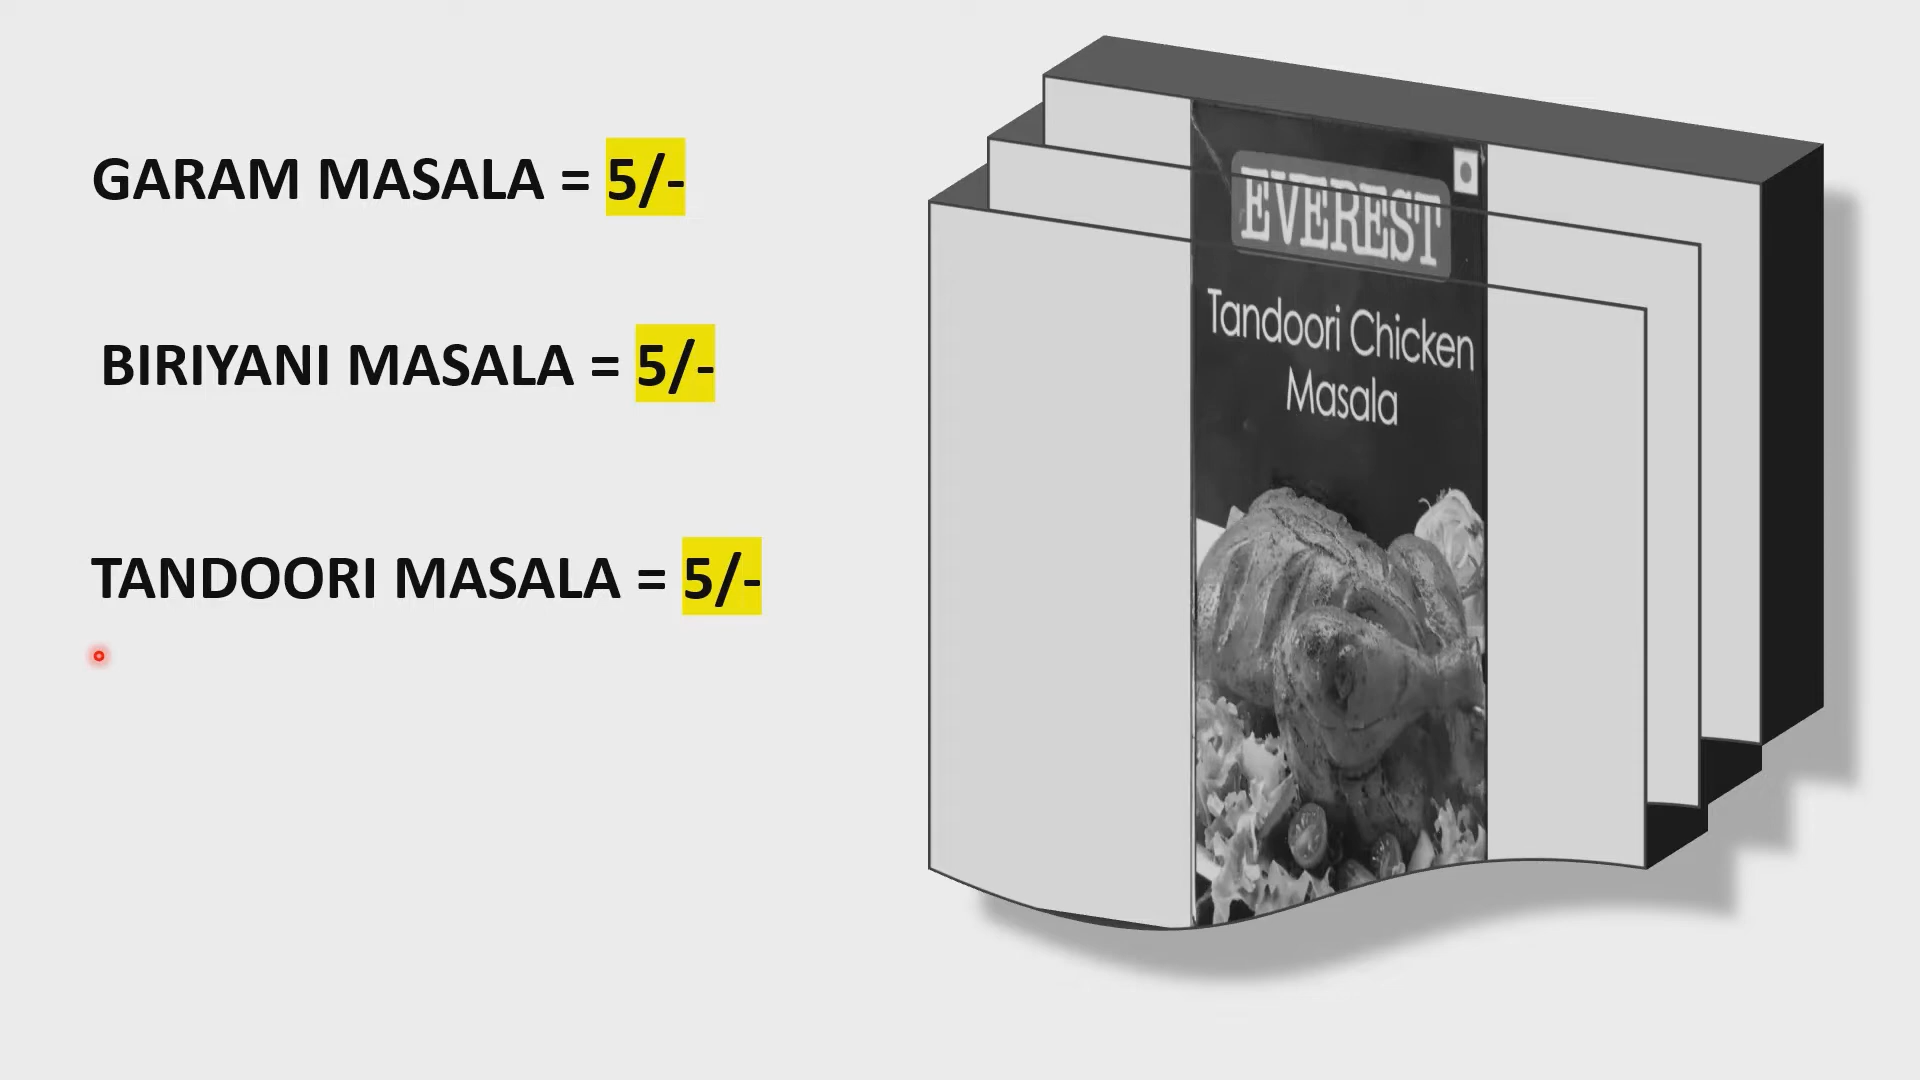 GARAM MASALA = 5/-
BIRIYANI MASALA = 5/-
TANDOORI MASALA = 5/-
EVEREST
Tandoori Chicken
Masala